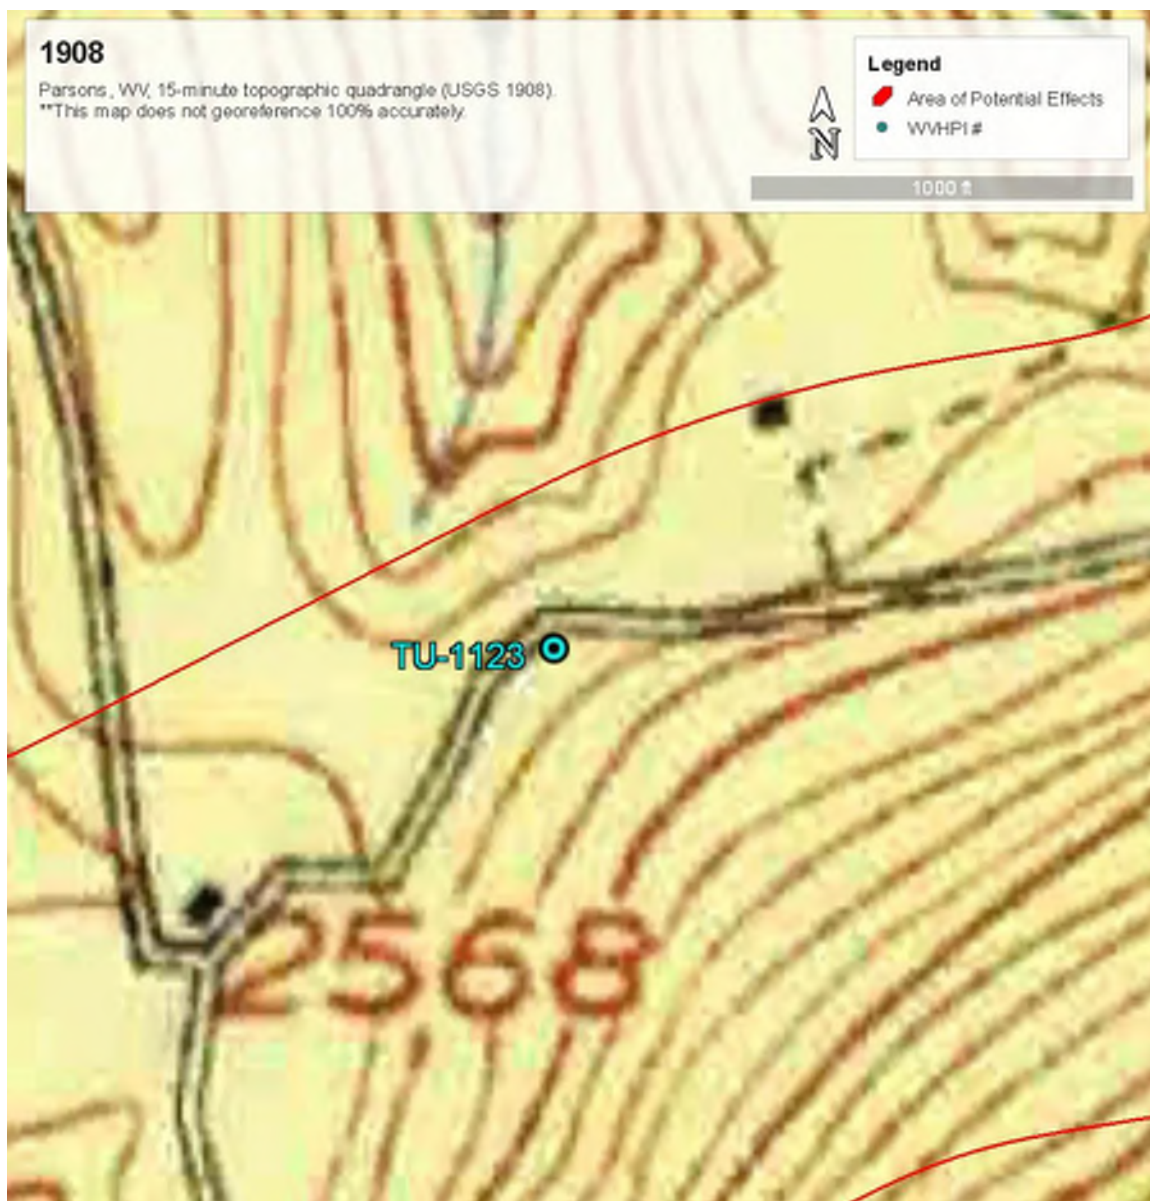 1908
Parsons, WV, 15-minute topographic quadrangle (USGS 1908).
**This map does not georeference 100% accurately.
Legend
Area of Potential Effects
WVHPI #
N
1000 ft
TU-1123
2568